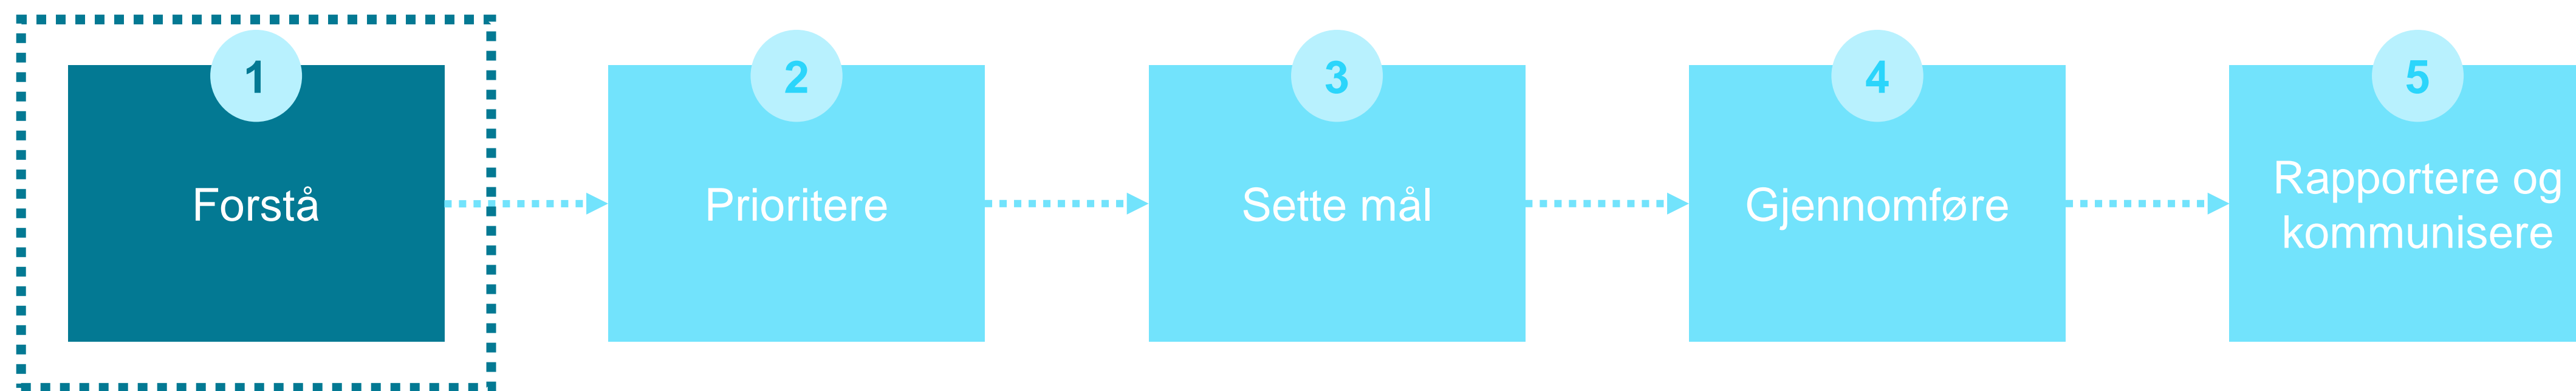 1
Forstå
2
Prioritere
3
Sette mål
4
Gjennomføre
5
Rapportere og
kommunisere